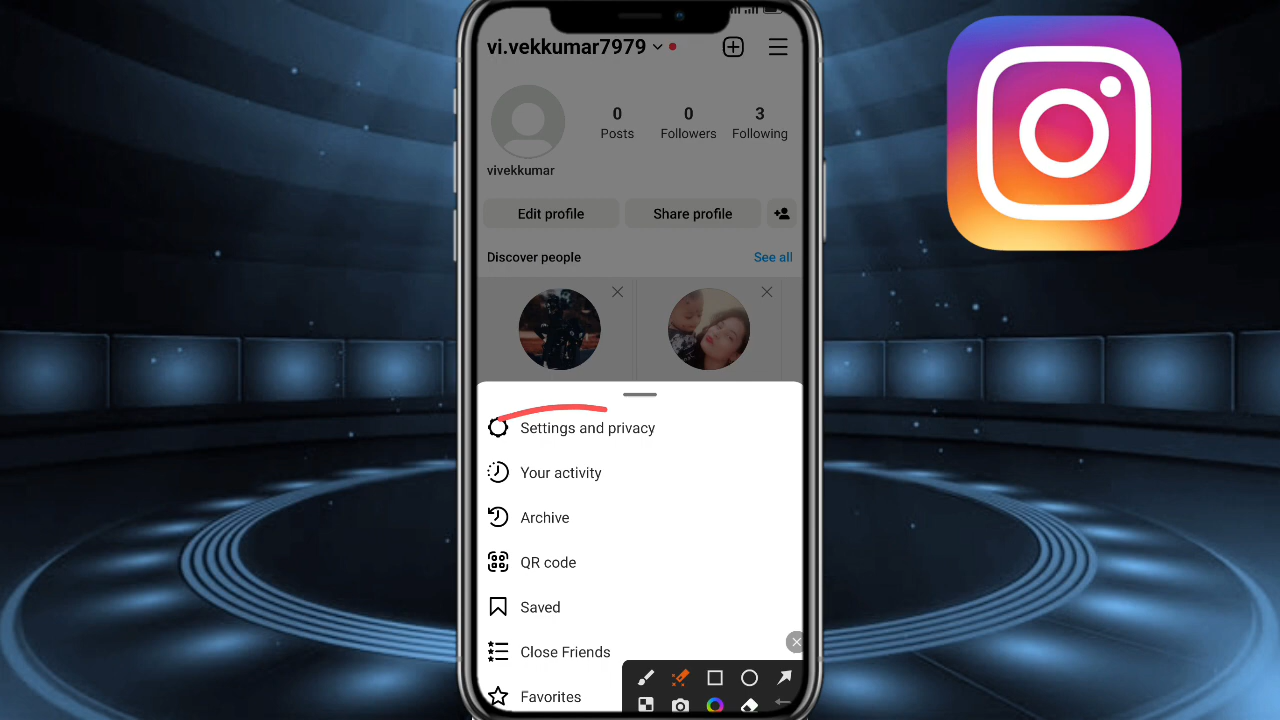 vi.vekkumar7979
0 0 3
Posts Followers Following
vivekkumar
Edit profile Share profile
Discover people See all
Settings and privacy
Your activity
Archive
QR code
Saved
Close Friends
Favorites